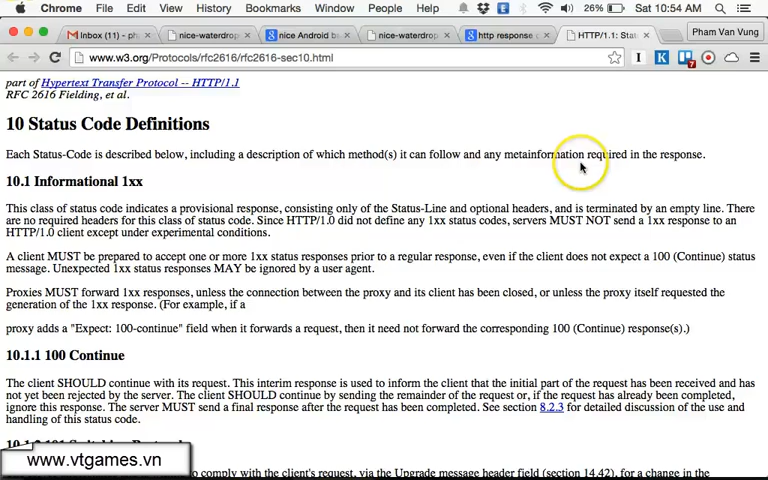 Chrome File Edit View History Bookmarks Window People Help 26% Sat 10:54 AM
Inbox (11) - ph nice-waterdrop nice Android b nice-waterdrop http response c HTTP/1.1: Stat Pham Van Vung
www.w3.org/Protocols/rfc2616/rfc2616-sec10.html 7
part of Hypertext Transfer Protocol -- HTTP/1.1
RFC 2616 Fielding, et al.
10 Status Code Definitions
Each Status-Code is described below, including a description of which method(s) it can follow and any metainformation required in the response.
10.1 Informational 1xx
This class of status code indicates a provisional response, consisting only of the Status-Line and optional headers, and is terminated by an empty line. There
are no required headers for this class of status code. Since HTTP/1.0 did not define any 1xx status codes, servers MUST NOT send a 1xx response to an
HTTP/1.0 client except under experimental conditions.
A client MUST be prepared to accept one or more 1xx status responses prior to a regular response, even if the client does not expect a 100 (Continue) status
message. Unexpected 1xx status responses MAY be ignored by a user agent.
Proxies MUST forward 1xx responses, unless the connection between the proxy and its client has been closed, or unless the proxy itself requested the
generation of the 1xx response. (For example, if a
proxy adds a "Expect: 100-continue" field when it forwards a request, then it need not forward the corresponding 100 (Continue) response(s).)
10.1.1 100 Continue
The client SHOULD continue with its request. This interim response is used to inform the client that the initial part of the request has been received and has
not yet been rejected by the server. The client SHOULD continue by sending the remainder of the request or, if the request has already been completed,
ignore this response. The server MUST send a final response after the request has been completed. See section 8.2.3 for detailed discussion of the use and
handling of this status code.
www.vtgames.vn
to comply with the client's request, via the Upgrade message header field (section 14.42), for a change in the